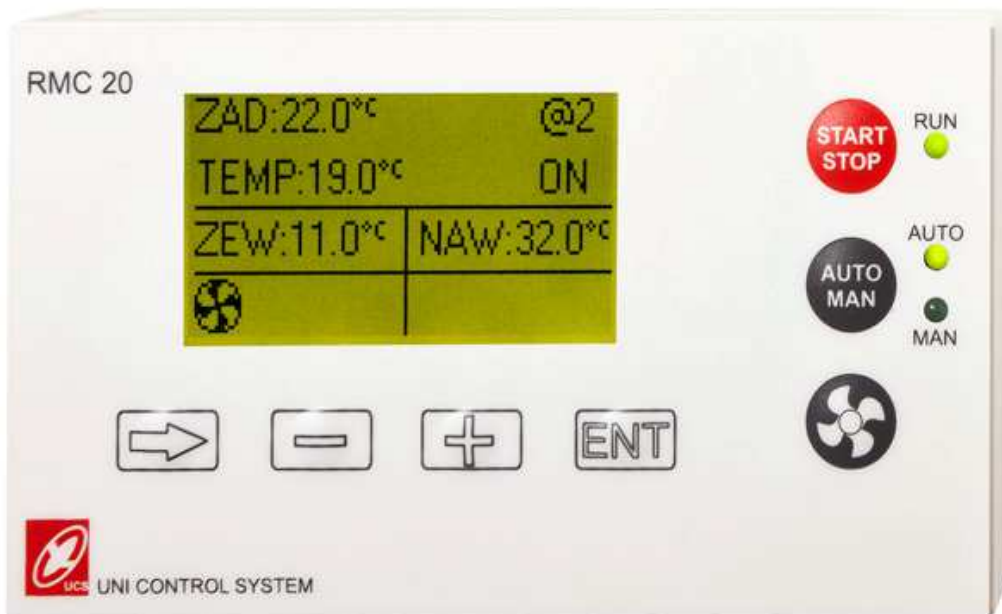 RMC 20
ZAD:22.0°C @2
TEMP:19.0°C ON
ZEW:11.0°C NAW:32.0°C
START
STOP
RUN
AUTO
MAN
AUTO
MAN
ENT
UCS UNI CONTROL SYSTEM